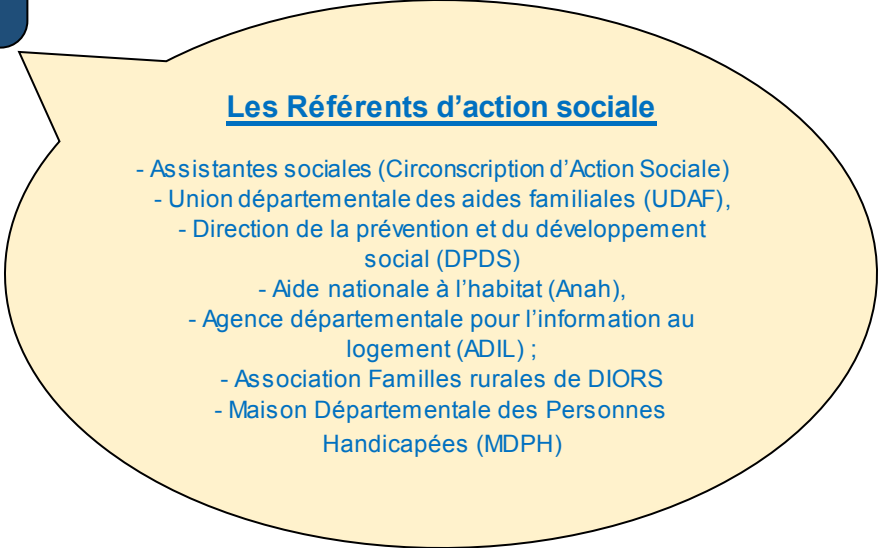 Les Référents d'action sociale
- Assistantes sociales (Circonscription d'Action Sociale)
- Union départementale des aides familiales (UDAF),
- Direction de la prévention et du développement
social (DPDS)
- Aide nationale à l'habitat (Anah),
- Agence départementale pour l'information au
logement (ADIL) ;
- Association Familles rurales de DIORS
- Maison Départementale des Personnes
Handicapées (MDPH)